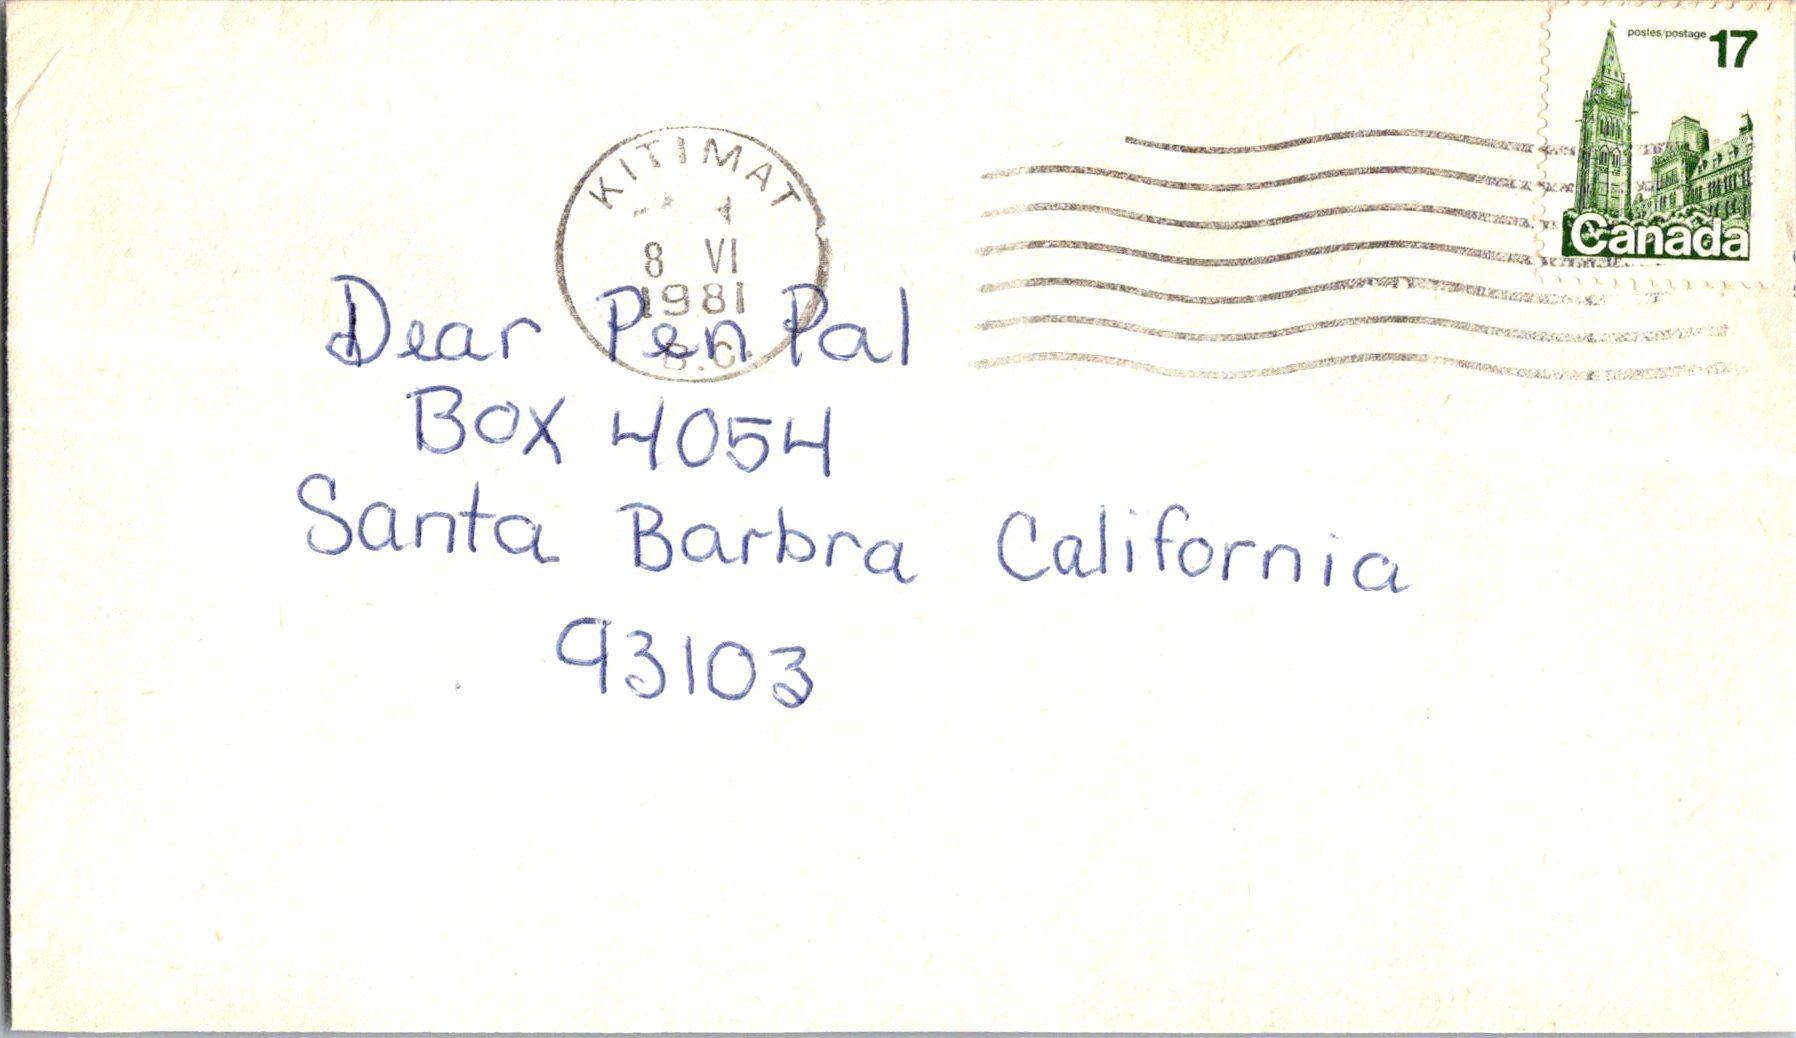 postes/postage 17
Canada
KITIMAT
8 VI
1981
B.C.
Dear Pen Pal
Box 4054
Santa Barbra California
93103